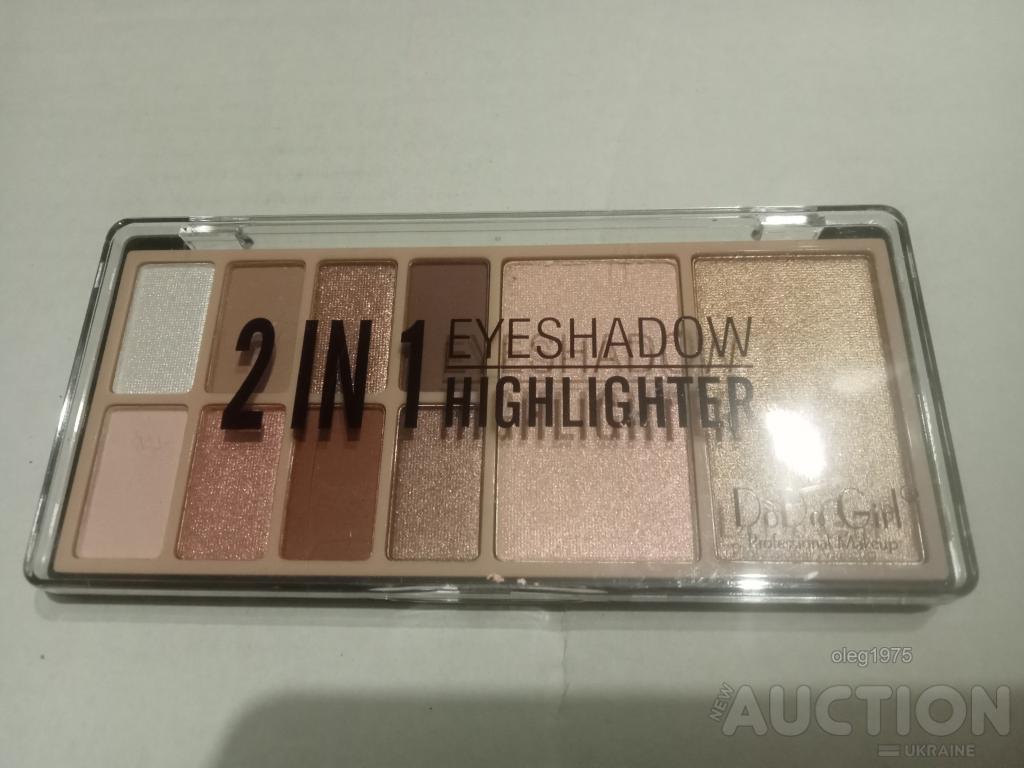 2 IN 1 EYESHADOW
HIGHLIGHTER
DoDo Girl®
Professional Makeup
oleg1975
NEW AUCTION
UKRAINE